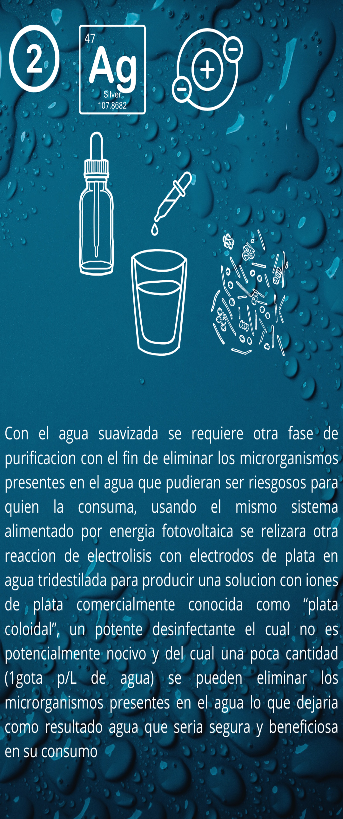 2
47
Ag
Silver
107.8682
Con el agua suavizada se requiere otra fase de
purificacion con el fin de eliminar los microrganismos
presentes en el agua que pudieran ser riesgosos para
quien la consuma, usando el mismo sistema
alimentado por energia fotovoltaica se relizara otra
reaccion de electrolisis con electrodos de plata en
agua tridestilada para producir una solucion con iones
de plata comercialmente conocida como “plata
coloidal”, un potente desinfectante el cual no es
potencialmente nocivo y del cual una poca cantidad
(1gota p/L de agua) se pueden eliminar los
microrganismos presentes en el agua lo que dejaria
como resultado agua que seria segura y beneficiosa
en su consumo